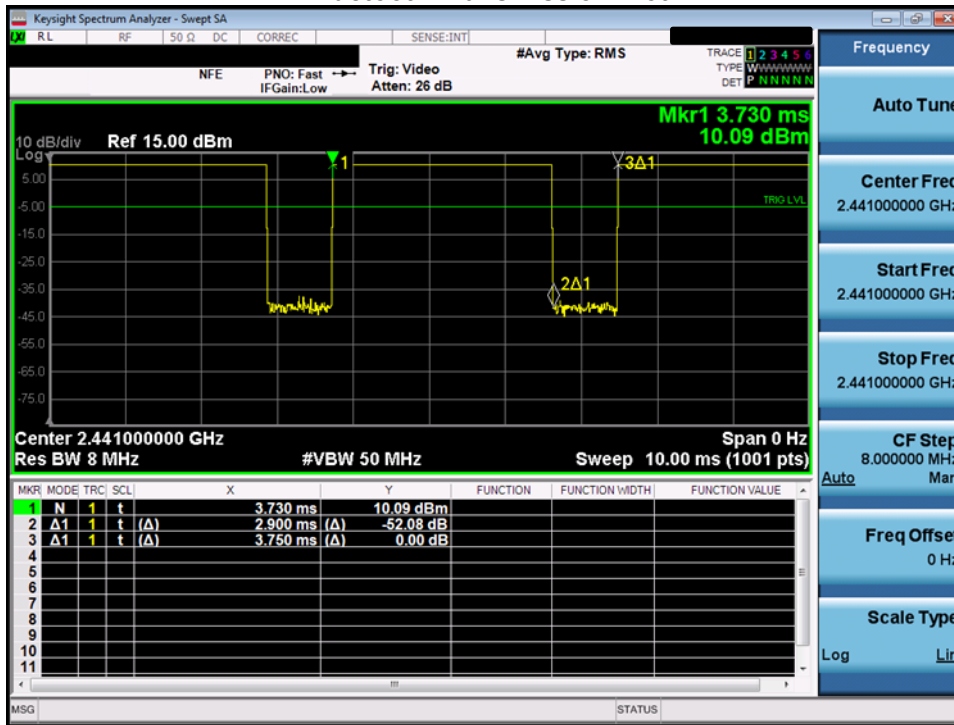 Keysight Spectrum Analyzer - Swept SA
LXI RL RF 50 Ω DC CORREC SENSE:INT
#Avg Type: RMS
NFE PNO: Fast Trig: Video
IFGain:Low Atten: 26 dB
TRACE 1 2 3 4 5 6
TYPE W W W W W W
DET P N N N N N
Mkr1 3.730 ms
10.09 dBm
10 dB/div Ref 15.00 dBm
Log
1
3Δ1
5.00
TRIG LVL
-5.00
-15.0
-25.0
2Δ1
-35.0
-45.0
-55.0
-65.0
-75.0
Center 2.441000000 GHz Span 0 Hz
Res BW 8 MHz #VBW 50 MHz Sweep 10.00 ms (1001 pts)
MKR MODE TRC SCL X Y FUNCTION FUNCTION WIDTH FUNCTION VALUE
1 N 1 t 3.730 ms 10.09 dBm
2 Δ1 1 t (Δ) 2.900 ms (Δ) -52.08 dB
3 Δ1 1 t (Δ) 3.750 ms (Δ) 0.00 dB
4
5
6
7
8
9
10
11
MSG STATUS
Frequency
Auto Tune
Center Freq
2.441000000 GHz
Start Freq
2.441000000 GHz
Stop Freq
2.441000000 GHz
CF Step
8.000000 MHz
Auto Man
Freq Offset
0 Hz
Scale Type
Log Lin